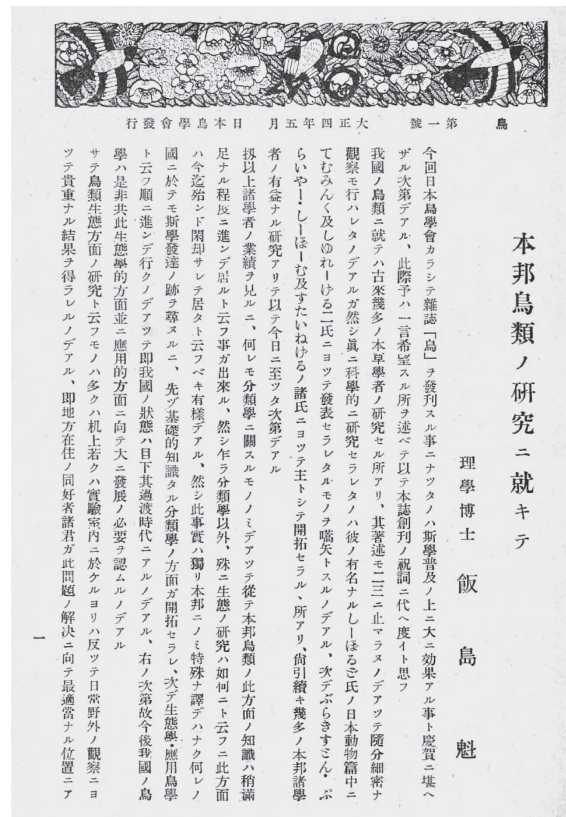 鳥 第一號 大正四年五月 日本鳥學會發行
本邦鳥類ノ研究ニ就キテ
理學博士 飯島魁
今回日本鳥學會カラシテ雜誌「鳥」ヲ發刊スル事ニナツタノハ斯學普及ノ上ニ大ニ効果アル事ト慶賀ニ堪ヘ
ザル次第デアル、此際予ハ一言希望スル所ヲ述ベテ以テ本誌創刊ノ祝詞ニ代ヘ度イト思フ
我國ノ鳥類ニ就テハ古來幾多ノ本草學者ノ研究セル所アリ、其著述モ二三ニ止マラヌノデアツテ隨分細密ナ
觀察モ行ハレタノデアルガ然シ眞ニ科學的ニ研究セラレタノハ彼ノ有名ナルしーほるど氏ノ日本動物篇中ニ
てむみんく及しゆれーげる二氏ニヨツテ發表セラレタルモノヲ嚆矢トスルノデアル、次デぶらきすとん・ぷ
らいやー・しーほーむ及すたいねげるノ諸氏ニヨツテ主トシテ開拓セラルヽ所アリ、尙引續キ幾多ノ本邦諸學
者ノ有益ナル研究アリテ以テ今日ニ至ツタ次第デアル
扨以上諸學者ノ業績ヲ見ルニ、何レモ分類學ニ關スルモノノミデアツテ從テ本邦鳥類ノ此方面ノ知識ハ稍滿
足ナル程度ニ進ンデ居ルト云フ事ガ出來ル、然シ乍ラ分類學以外、殊ニ生態ノ研究ハ如何ニト云フニ此方面
ハ今迄殆ンド閑却サレテ居タト云フベキ有樣デアル、然シ此事實ハ獨リ本邦ニノミ特殊ナ譯デハナク何レノ
國ニ於テモ斯學發達ノ跡ヲ尋ヌルニ、先ヅ基礎的知識タル分類學ノ方面ガ開拓セラレ、次デ生態學・應用鳥學
ト云フ順ニ進ンデ行クノデアツテ卽我國ノ狀態ハ目下其過渡時代ニアルノデアル、右ノ次第故今後我國ノ鳥
學ハ是非共此生態學的方面並ニ應用的方面ニ向テ大ニ發展ノ必要ヲ認ムルノデアル
サテ鳥類生態方面ノ研究ト云フモノハ多クハ机上若クハ實驗室內ニ於ケルヨリハ反ツテ日常野外ノ觀察ニヨ
ツテ貴重ナル結果ヲ得ラレルノデアル、卽地方在住ノ同好者諸君ガ此問題ノ解決ニ向テ最適當ナル位置ニア
一